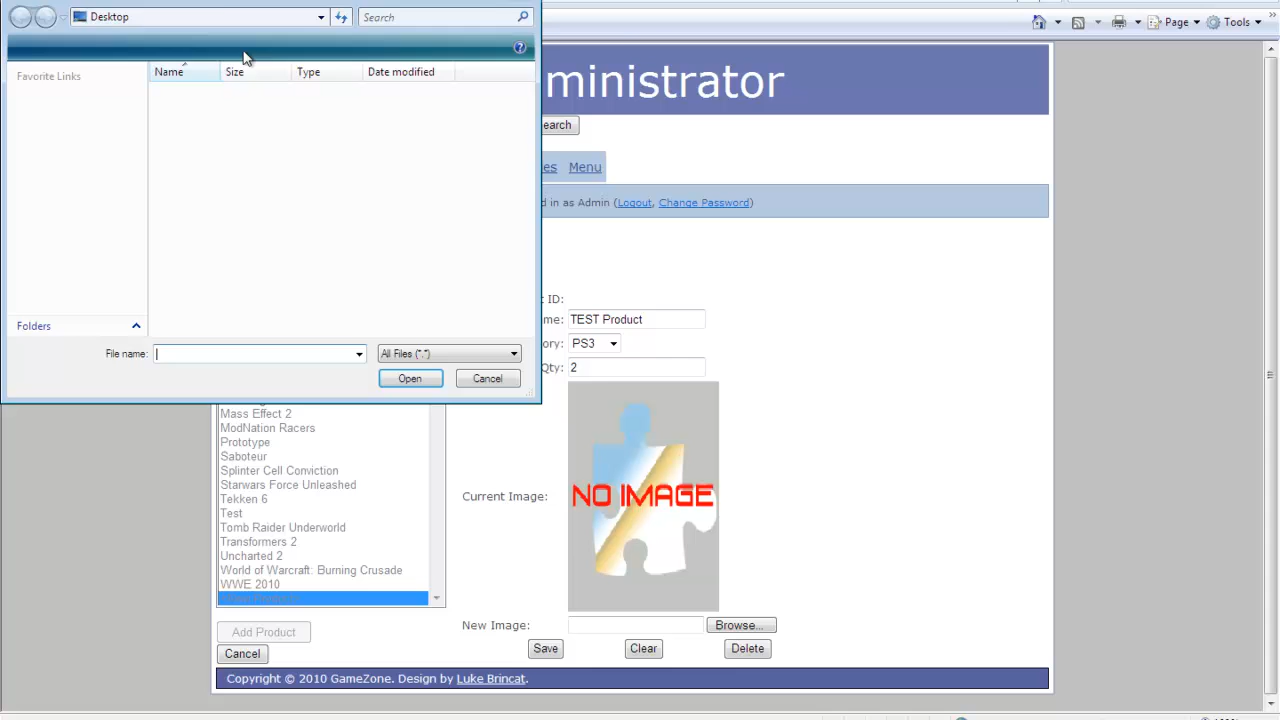 Desktop
Search
Page
Tools
Favorite Links
Name Size Type Date modified
ministrator
earch
es Menu
d in as Admin (Logout, Change Password)
t ID:
me: TEST Product
Folders
ory: PS3
File name: All Files (*.*)
Qty: 2
Open Cancel
Mass Effect 2
ModNation Racers
Prototype
Saboteur
Splinter Cell Conviction
Starwars Force Unleashed
Tekken 6
Test
Tomb Raider Underworld
Transformers 2
Uncharted 2
World of Warcraft: Burning Crusade
WWE 2010
Current Image:
NO IMAGE
New Image: Browse...
Add Product
Save Clear Delete
Cancel
Copyright © 2010 GameZone. Design by Luke Brincat.